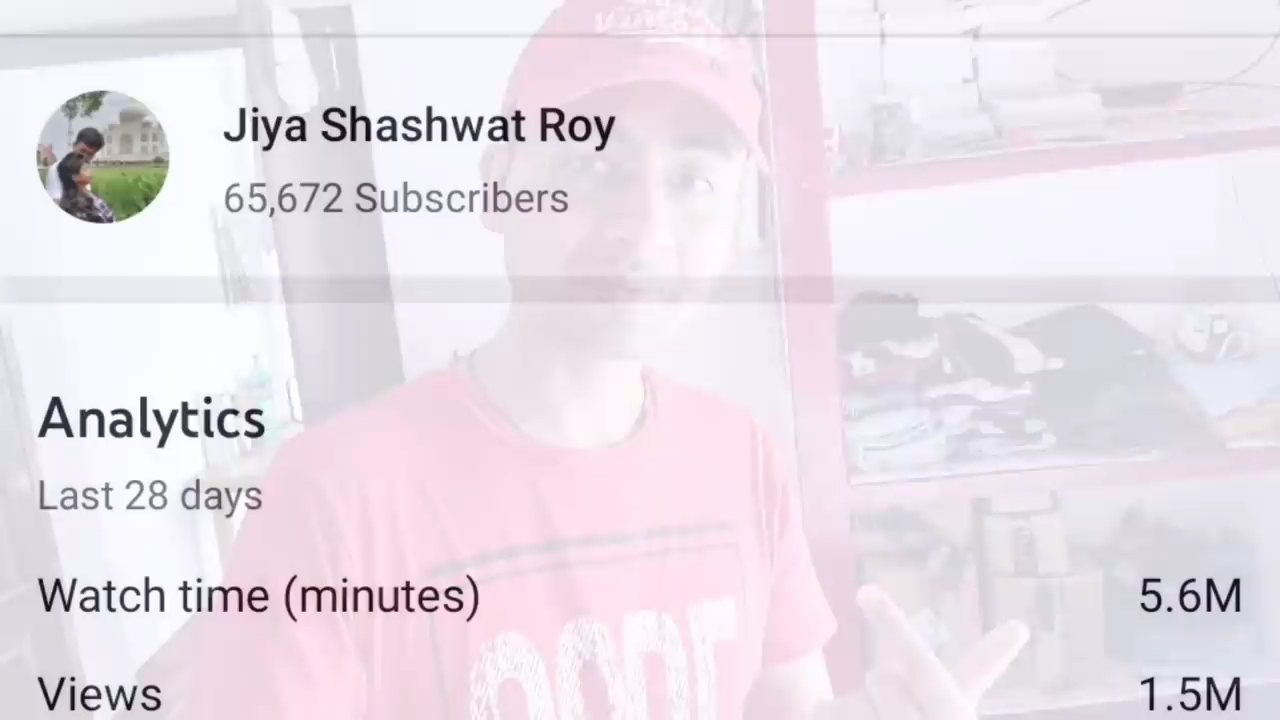 Jiya Shashwat Roy
65,672 Subscribers
Analytics
Last 28 days
Watch time (minutes)
5.6M
Views
1.5M